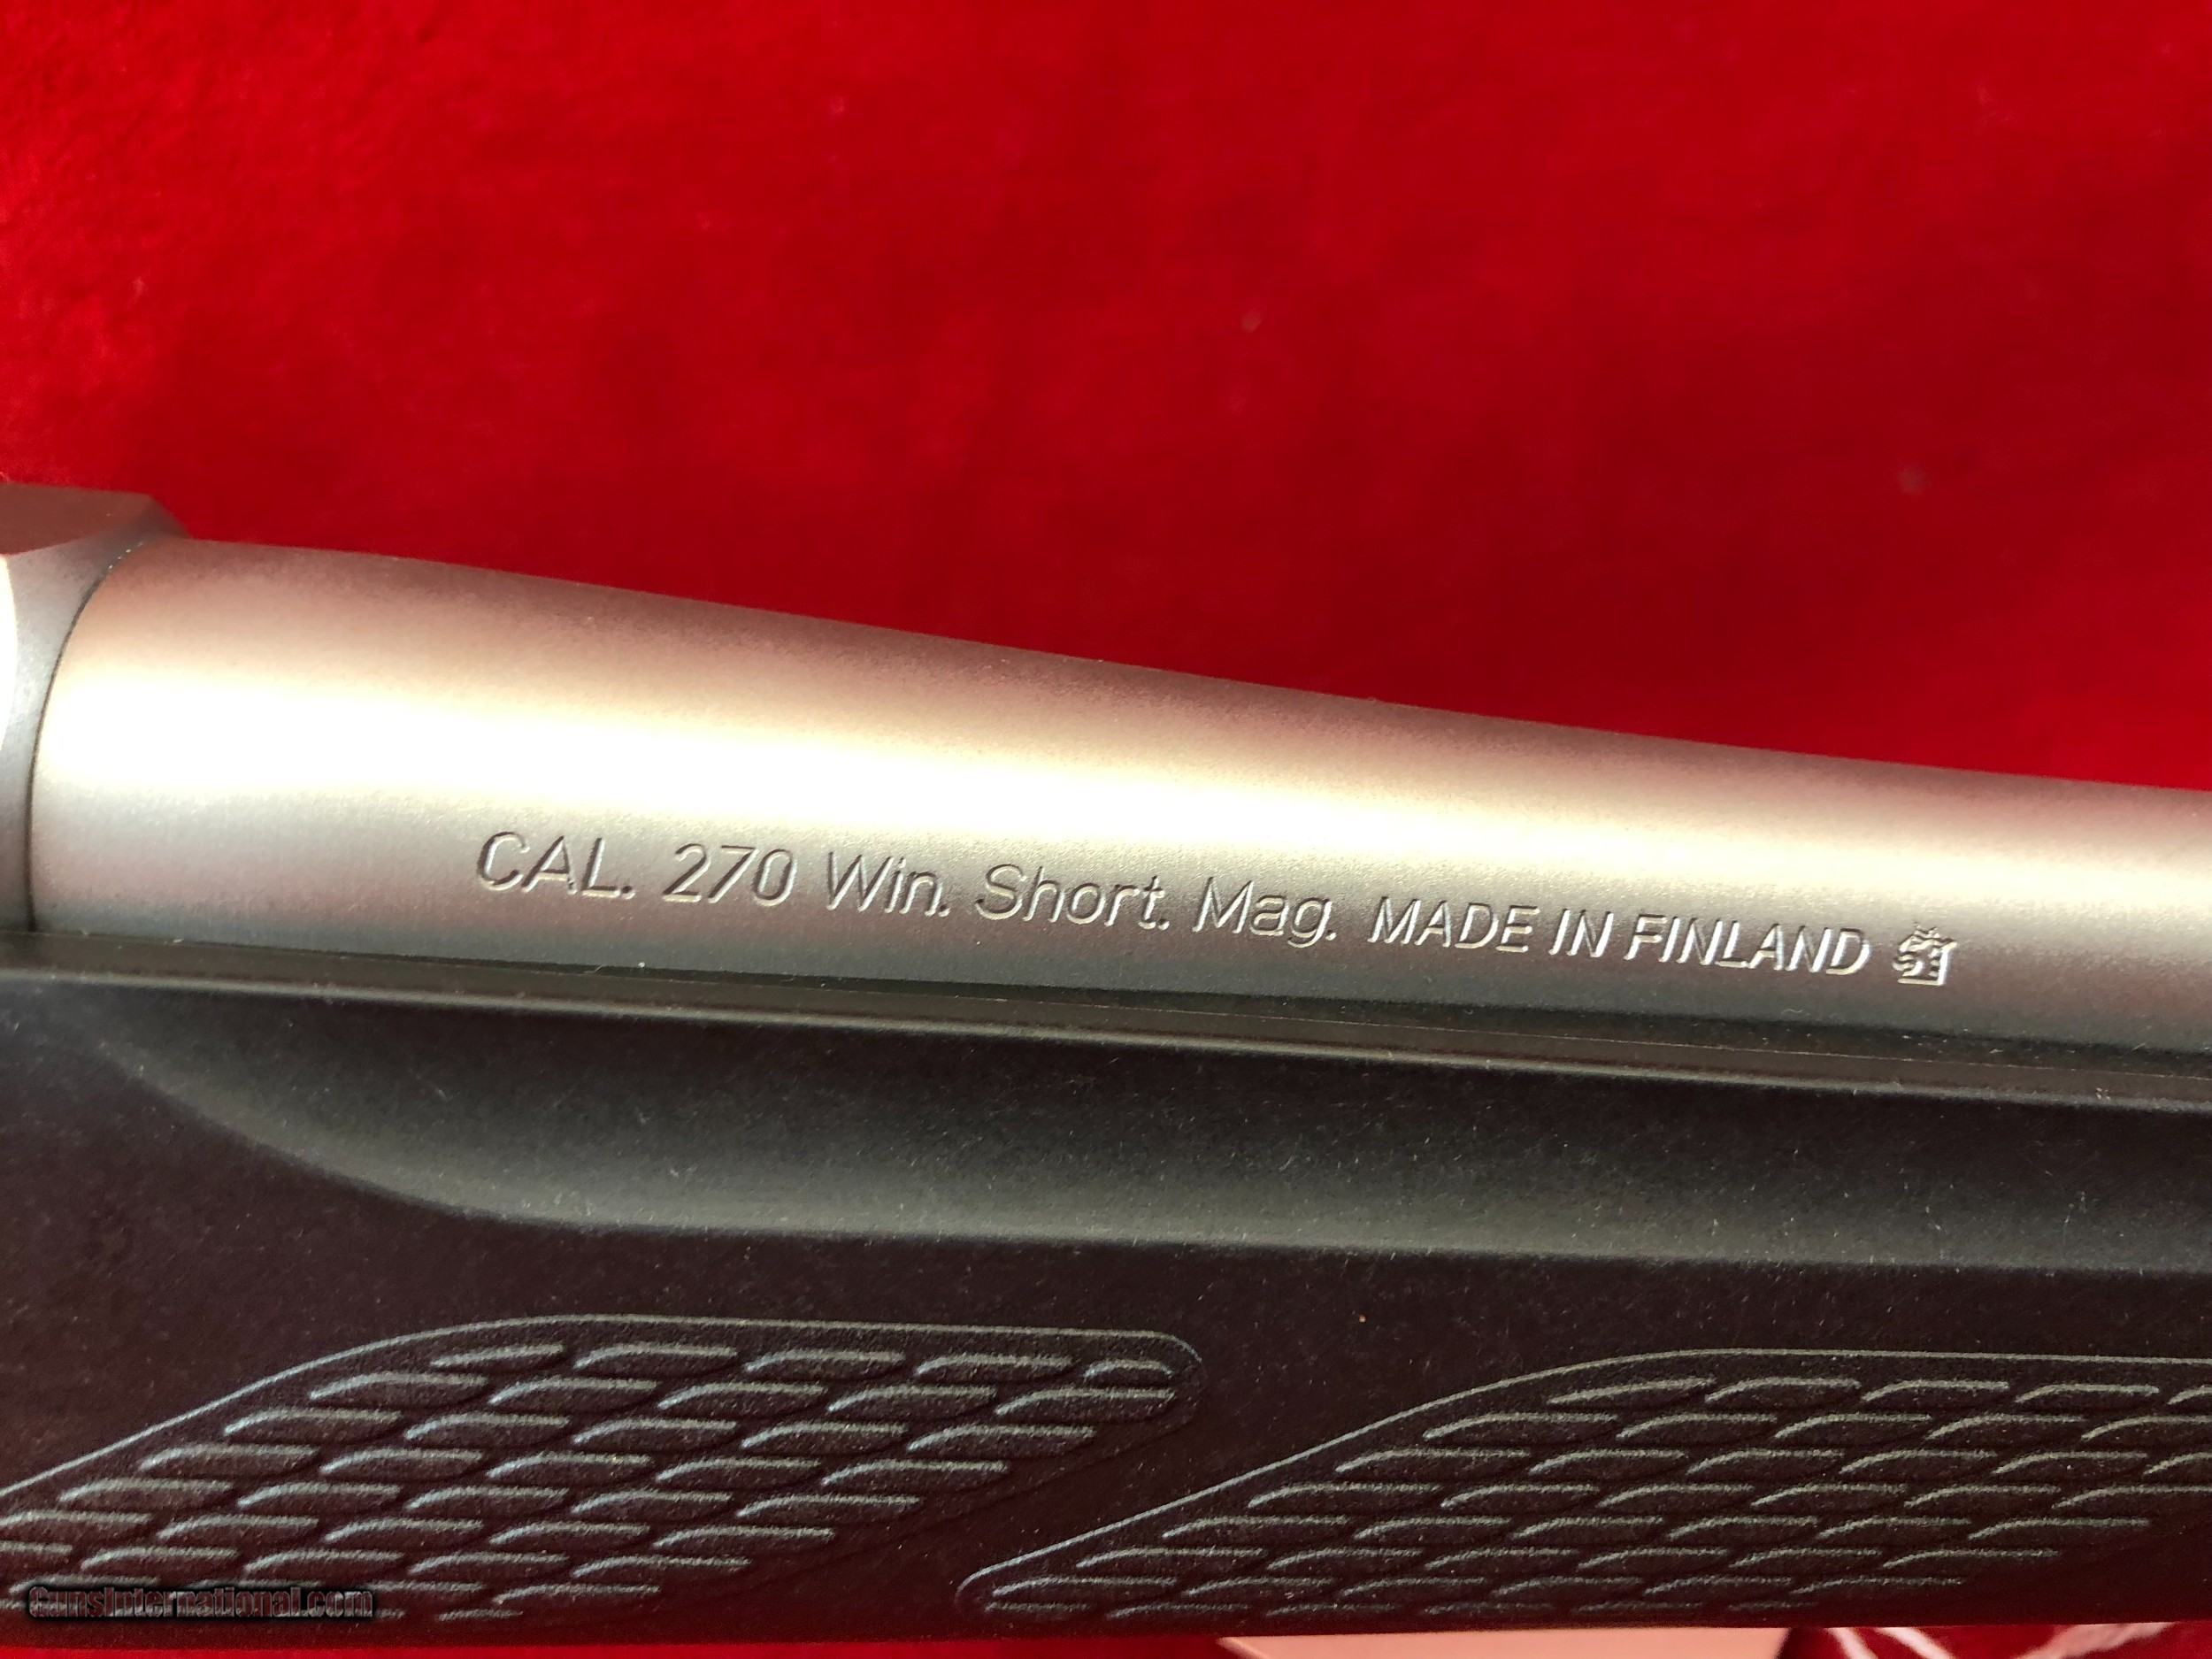 CAL. 270 Win. Short. Mag. MADE IN FINLAND
GunsInternational.com